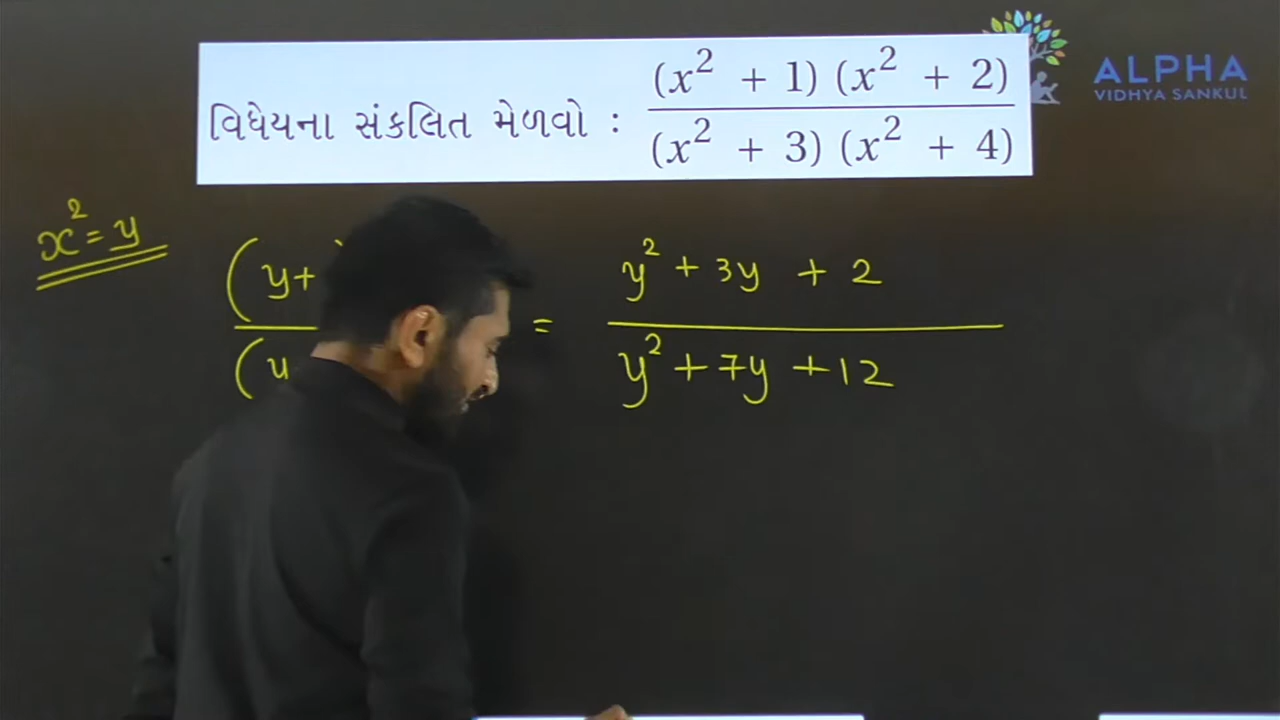 ALPHA
VIDHYA SANKUL
વિધેયના સંકલિત મેળવો : (x² + 1) (x² + 2)
(x² + 3) (x² + 4)
x² = y
(y+ = y² + 3y + 2
(y y² + 7y + 12